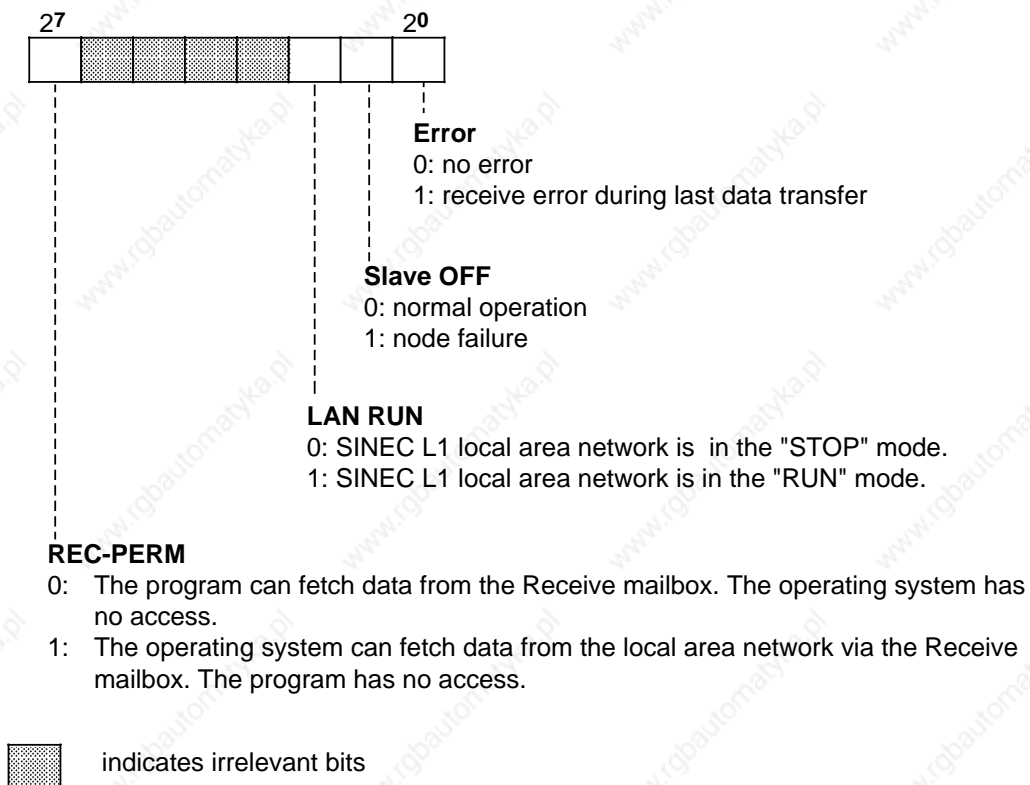 27 20
Error
0: no error
1: receive error during last data transfer
Slave OFF
0: normal operation
1: node failure
LAN RUN
0: SINEC L1 local area network is in the "STOP" mode.
1: SINEC L1 local area network is in the "RUN" mode.
REC-PERM
0: The program can fetch data from the Receive mailbox. The operating system has
no access.
1: The operating system can fetch data from the local area network via the Receive
mailbox. The program has no access.
indicates irrelevant bits
www.rgbautomatyka.pl